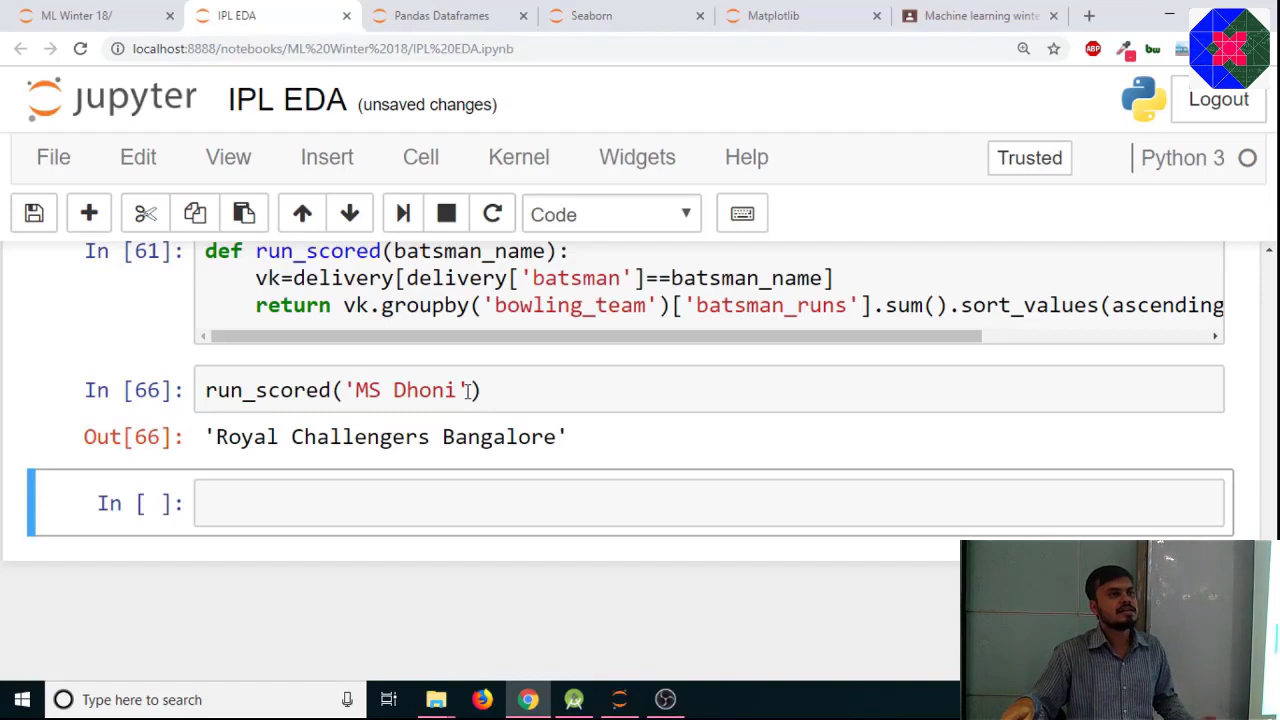 ML Winter 18/
IPL EDA
Pandas Dataframes
Seaborn
Matplotlib
Machine learning winte
localhost:8888/notebooks/ML%20Winter%2018/IPL%20EDA.ipynb
ABP
bw
jupyter
IPL EDA (unsaved changes)
Logout
File Edit View Insert Cell Kernel Widgets Help
Trusted
Python 3
Code
In [61]:
def run_scored(batsman_name):
vk=delivery[delivery['batsman']==batsman_name]
return vk.groupby('bowling_team')['batsman_runs'].sum().sort_values(ascending
In [66]:
run_scored('MS Dhoni')
Out[66]:
'Royal Challengers Bangalore'
In [ ]:
Type here to search